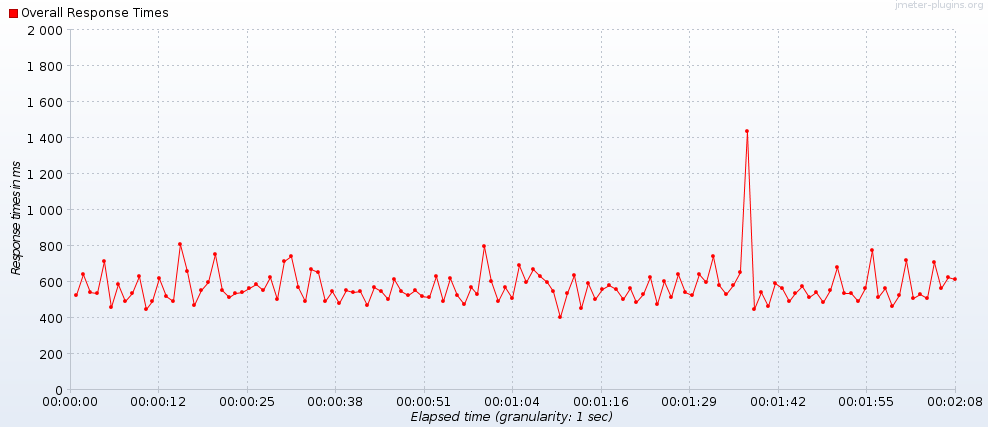 jmeter-plugins.org
Overall Response Times
2 000
1 800
1 600
1 400
1 200
1 000
800
600
400
200
0
Response times in ms
00:00:00 00:00:12 00:00:25 00:00:38 00:00:51 00:01:04 00:01:16 00:01:29 00:01:42 00:01:55 00:02:08
Elapsed time (granularity: 1 sec)